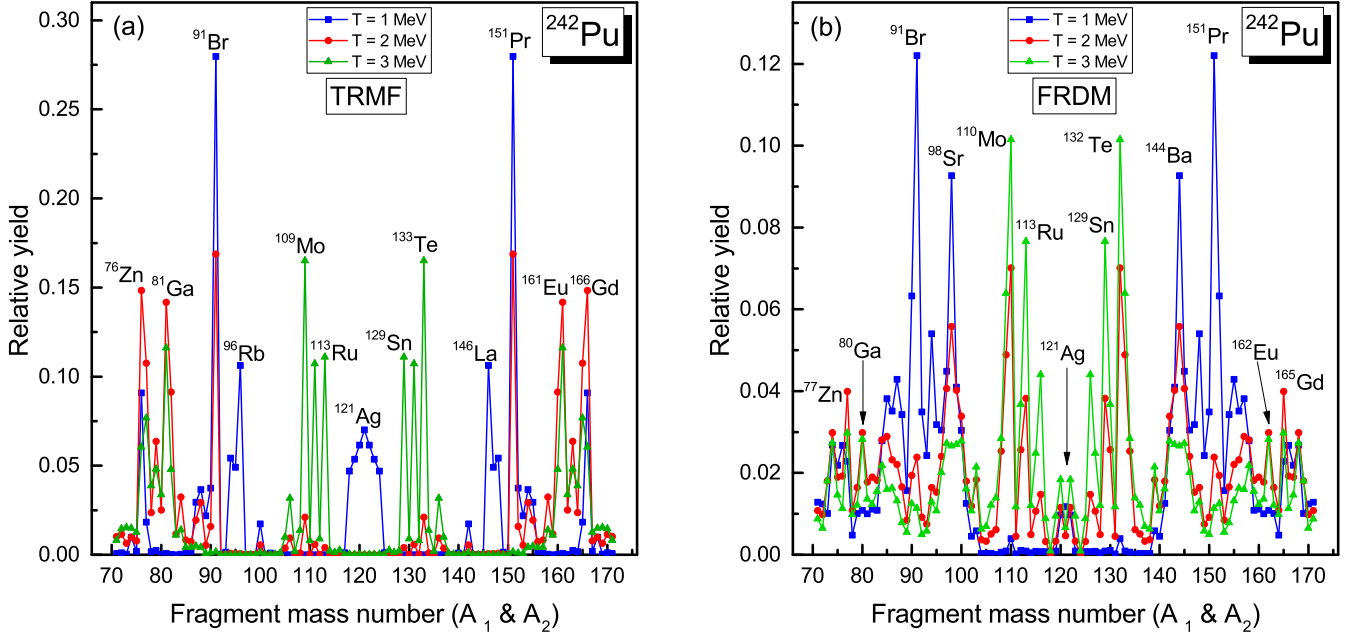 (a)
T = 1 MeV
T = 2 MeV
T = 3 MeV
²⁴²Pu
TRMF
⁹¹Br
¹⁵¹Pr
⁷⁶Zn
⁸¹Ga
⁹⁶Rb
¹⁰⁹Mo
¹¹³Ru
¹²¹Ag
¹²⁹Sn
¹³³Te
¹⁴⁶La
¹⁶¹Eu
¹⁶⁶Gd
Relative yield
0.30
0.25
0.20
0.15
0.10
0.05
0.00
70 80 90 100 110 120 130 140 150 160 170
Fragment mass number (A ₁ & A₂)
(b)
T = 1 MeV
T = 2 MeV
T = 3 MeV
²⁴²Pu
FRDM
⁹¹Br
¹⁵¹Pr
¹¹⁰Mo
¹³²Te
⁹⁸Sr
¹⁴⁴Ba
¹¹³Ru
¹²⁹Sn
¹²¹Ag
⁸⁰Ga
⁷⁷Zn
¹⁶²Eu
¹⁶⁵Gd
Relative yield
0.12
0.10
0.08
0.06
0.04
0.02
0.00
70 80 90 100 110 120 130 140 150 160 170
Fragment mass number (A ₁ & A₂)